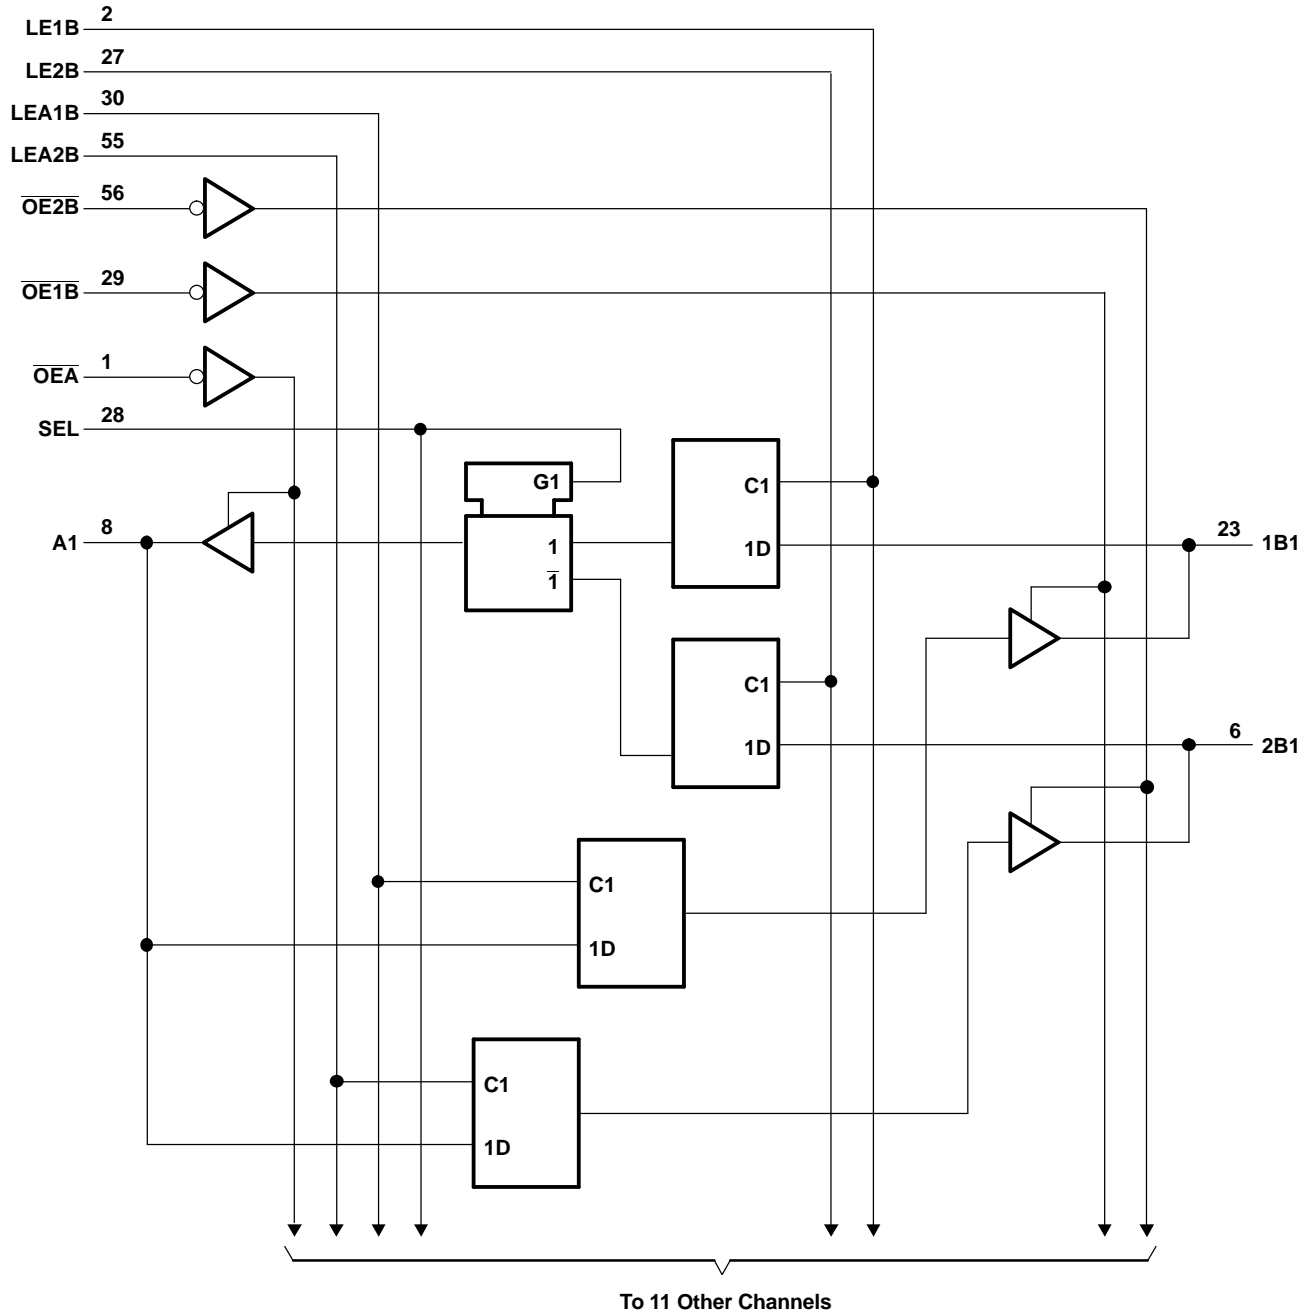 LE1B 2
LE2B 27
LEA1B 30
LEA2B 55
OE2B 56
OE1B 29
OEA 1
SEL 28
G1
C1
A1 8
1
1D
23 1B1
1
C1
1D
6 2B1
C1
1D
C1
1D
To 11 Other Channels